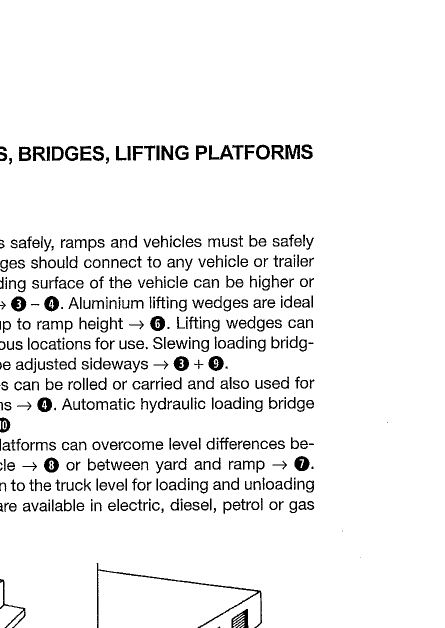 S, BRIDGES, LIFTING PLATFORMS
s safely, ramps and vehicles must be safely
ges should connect to any vehicle or trailer
ding surface of the vehicle can be higher or
→ ❸ – ❹. Aluminium lifting wedges are ideal
up to ramp height → ❻. Lifting wedges can
ous locations for use. Slewing loading bridg-
be adjusted sideways → ❸ + ❾.
s can be rolled or carried and also used for
ns → ❹. Automatic hydraulic loading bridge
❿
latforms can overcome level differences be-
cle → ❽ or between yard and ramp → ❼.
n to the truck level for loading and unloading
are available in electric, diesel, petrol or gas